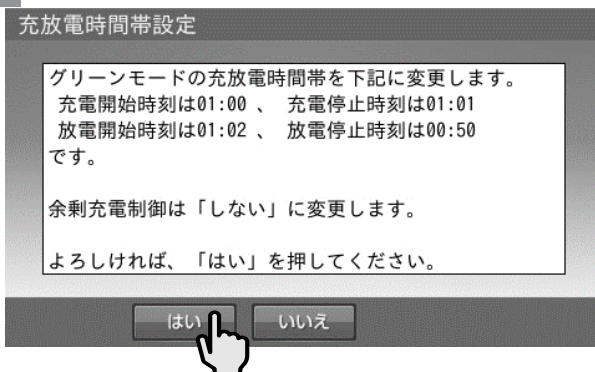 充放電時間帯設定
グリーンモードの充放電時間帯を下記に変更します。
充電開始時刻は01:00 、 充電停止時刻は01:01
放電開始時刻は01:02 、 放電停止時刻は00:50
です。
余剰充電制御は「しない」に変更します。
よろしければ、「はい」を押してください。
はい
いいえ